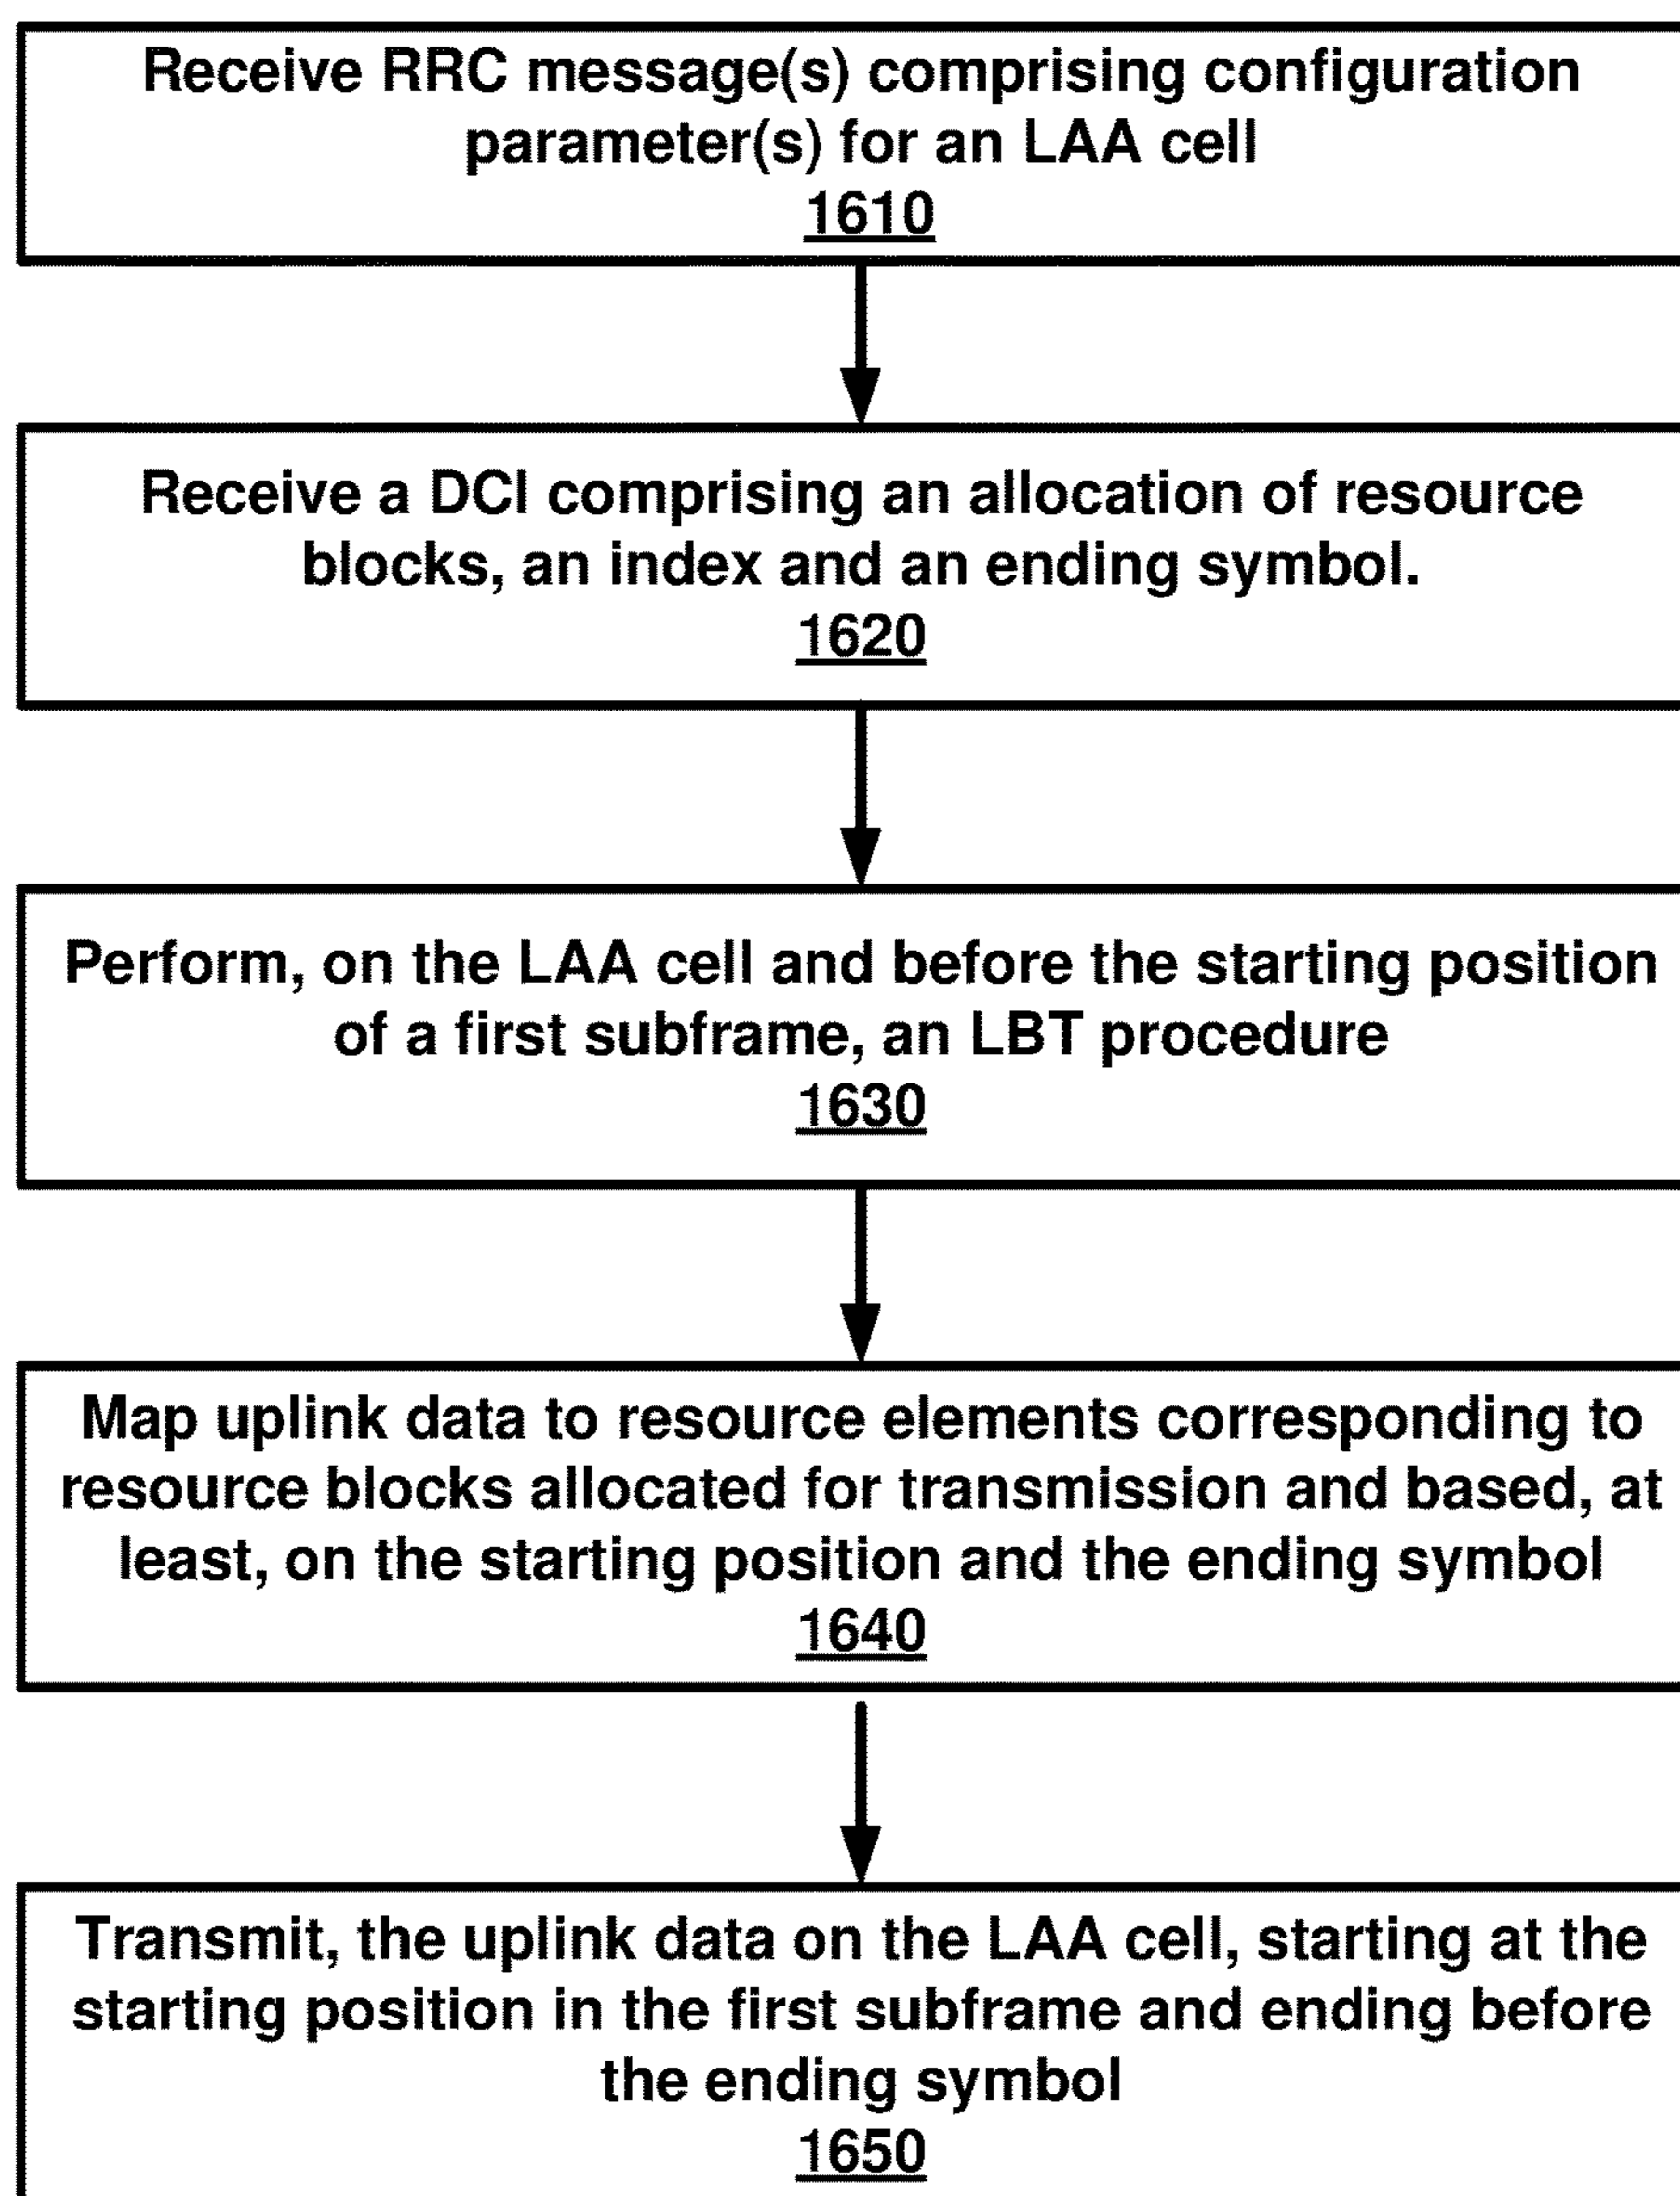 Receive RRC message(s) comprising configuration
parameter(s) for an LAA cell
1610
Receive a DCI comprising an allocation of resource
blocks, an index and an ending symbol.
1620
Perform, on the LAA cell and before the starting position
of a first subframe, an LBT procedure
1630
Map uplink data to resource elements corresponding to
resource blocks allocated for transmission and based, at
least, on the starting position and the ending symbol
1640
Transmit, the uplink data on the LAA cell, starting at the
starting position in the first subframe and ending before
the ending symbol
1650